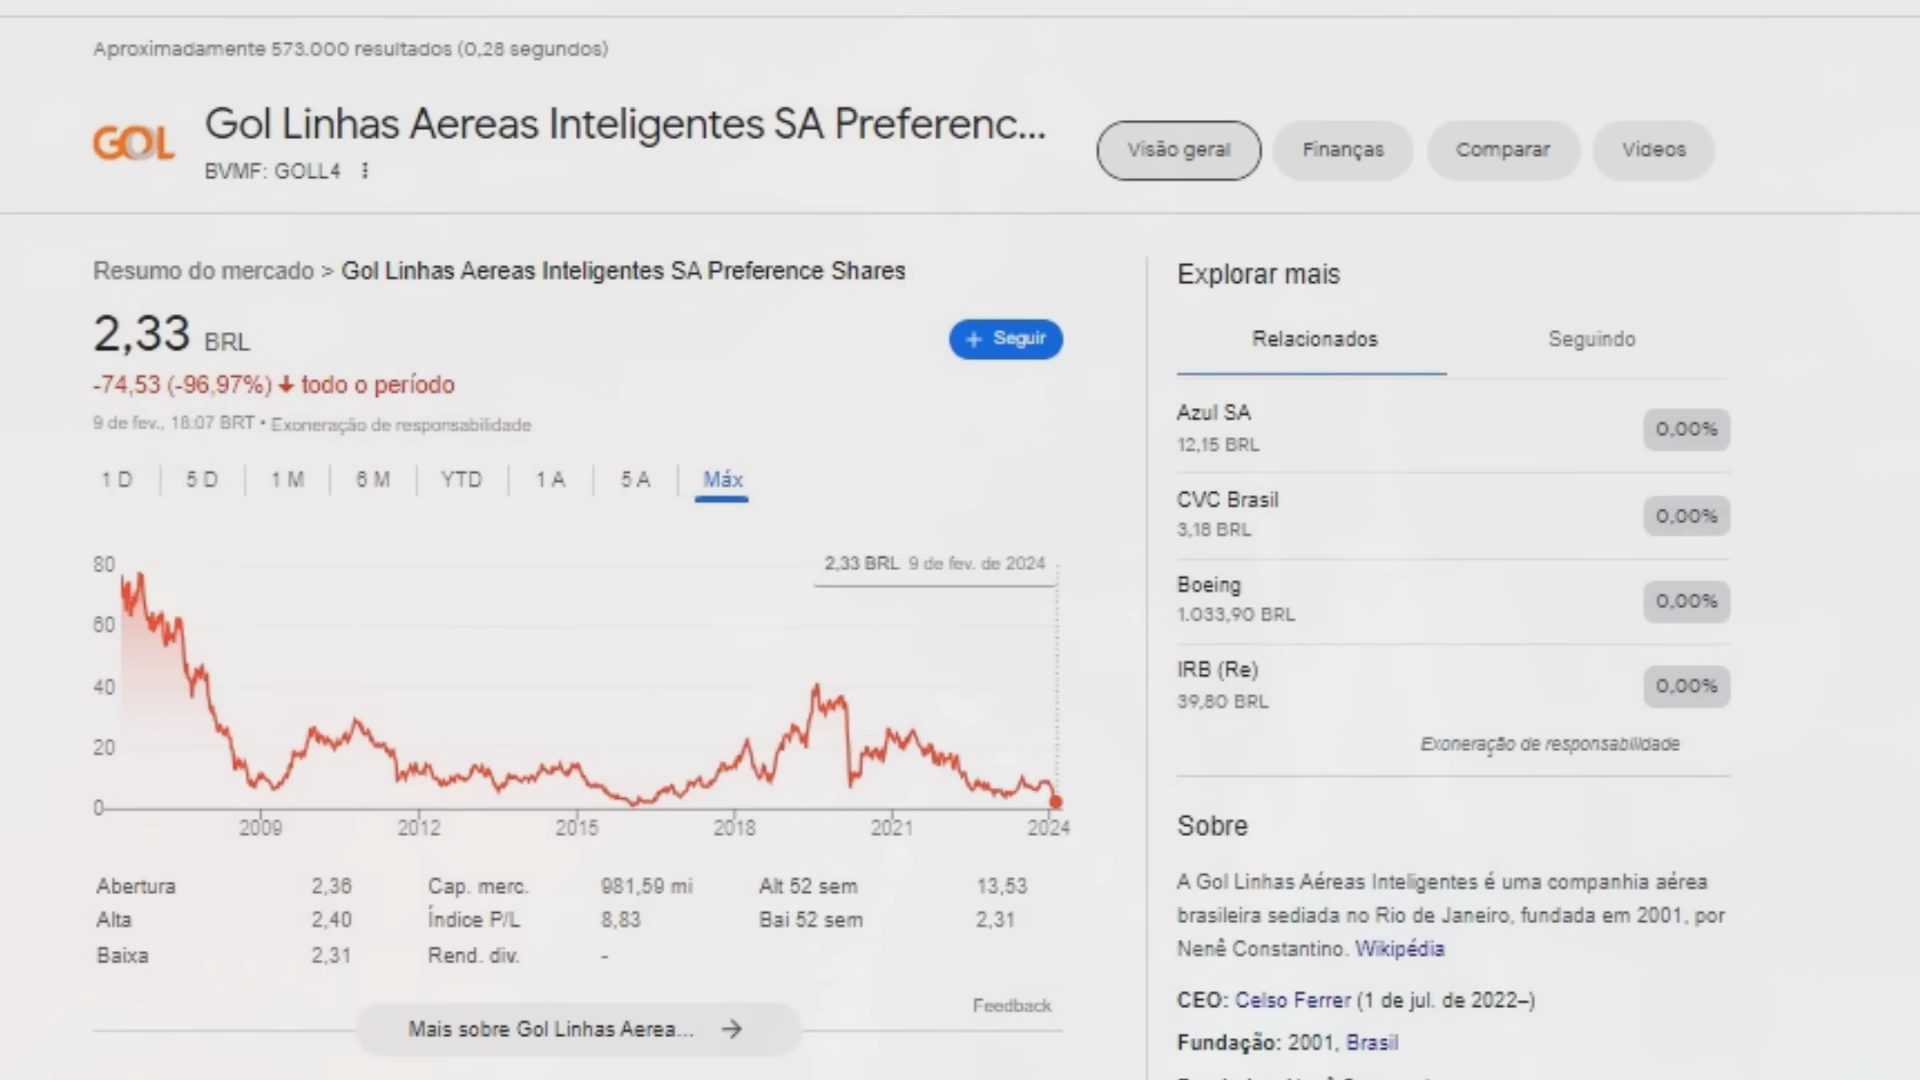 Aproximadamente 573.000 resultados (0,28 segundos)
GOL
Gol Linhas Aereas Inteligentes SA Preferenc...
BVMF: GOLL4
Visão geral
Finanças
Comparar
Videos
Resumo do mercado > Gol Linhas Aereas Inteligentes SA Preference Shares
2,33 BRL
+ Seguir
-74,53 (-96,97%) todo o período
9 de fev., 18:07 BRT • Exoneração de responsabilidade
1 D
5 D
1 M
6 M
YTD
1 A
5 A
Máx
2,33 BRL 9 de fev. de 2024
80
60
40
20
0
2009
2012
2015
2018
2021
2024
Abertura 2,36
Alta 2,40
Baixa 2,31
Cap. merc. 981,59 mi
Índice P/L 8,83
Rend. div. -
Alt 52 sem 13,53
Bai 52 sem 2,31
Feedback
Mais sobre Gol Linhas Aerea...
Explorar mais
Relacionados
Seguindo
Azul SA
12,15 BRL
0,00%
CVC Brasil
3,18 BRL
0,00%
Boeing
1.033,90 BRL
0,00%
IRB (Re)
39,80 BRL
0,00%
Exoneração de responsabilidade
Sobre
A Gol Linhas Aéreas Inteligentes é uma companhia aérea
brasileira sediada no Rio de Janeiro, fundada em 2001, por
Nenê Constantino. Wikipédia
CEO: Celso Ferrer (1 de jul. de 2022–)
Fundação: 2001, Brasil